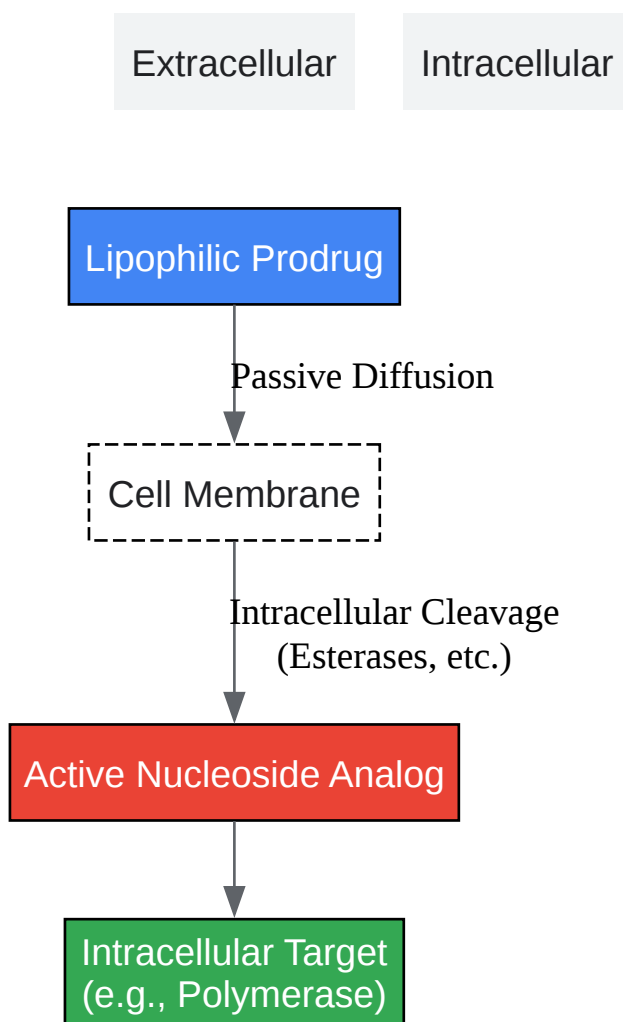 Extracellular
Intracellular
Lipophilic Prodrug
Passive Diffusion
Cell Membrane
Intracellular Cleavage
(Esterases, etc.)
Active Nucleoside Analog
Intracellular Target
(e.g., Polymerase)